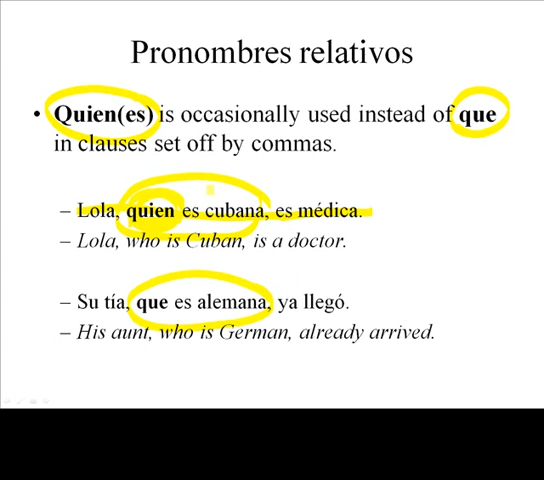 Pronombres relativos
• Quien(es) is occasionally used instead of que
in clauses set off by commas.
– Lola, quien es cubana, es médica.
– Lola, who is Cuban, is a doctor.
– Su tía, que es alemana, ya llegó.
– His aunt, who is German, already arrived.